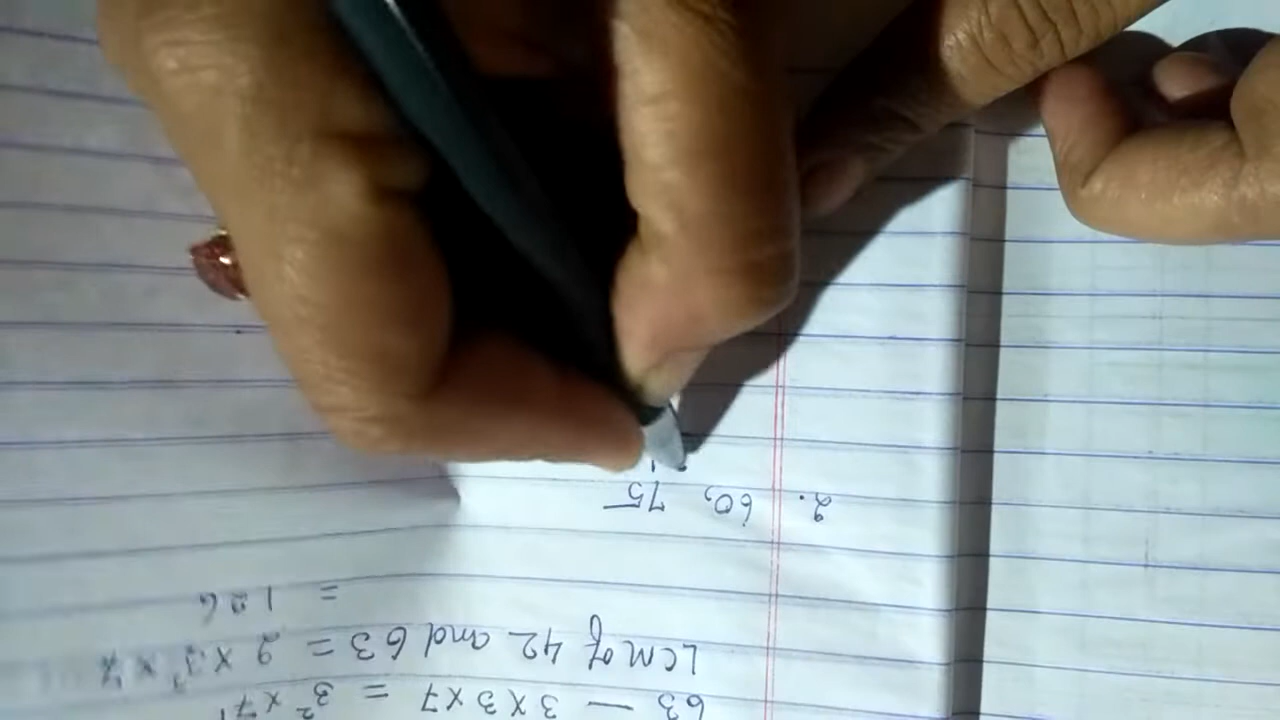 63 — 3 x 3 x 7 = 3² x 7¹
LCM of 42 and 63 = 2 x 3² x 7
= 126
2. 60, 75